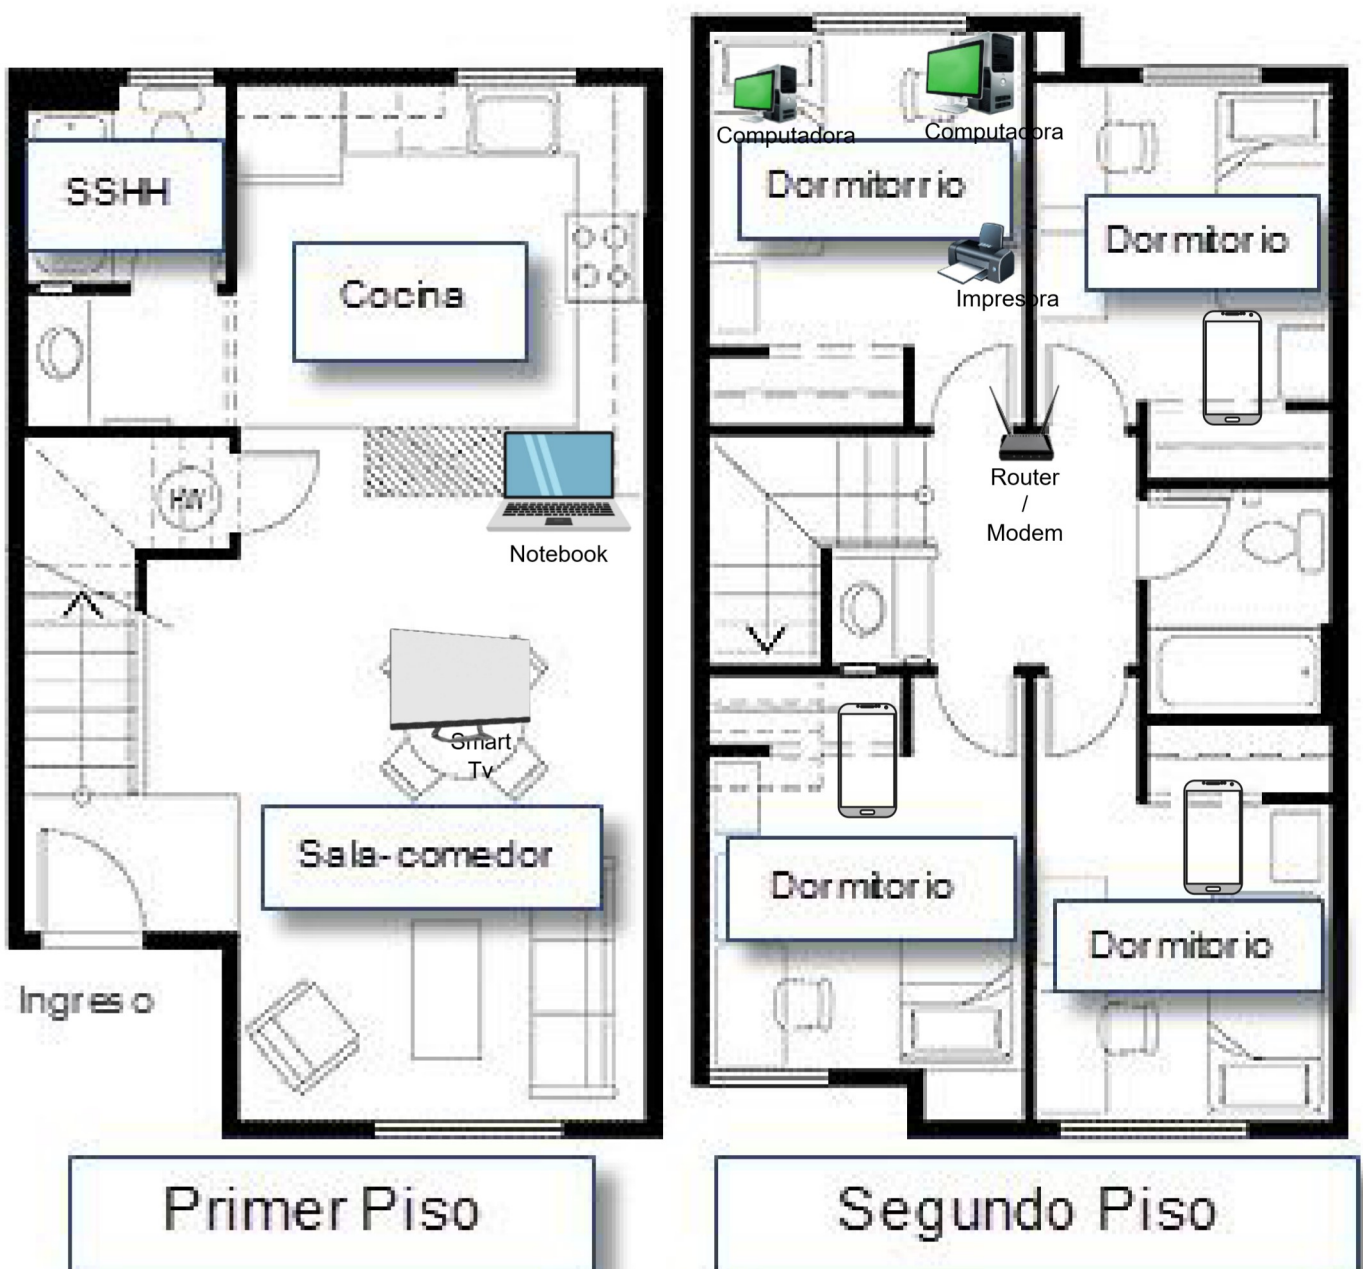 SSHH
Cocina
HW
Notebook
Smart
Tv
Sala-comedor
Ingreso
Primer Piso
Computadora
Computadora
Dormitorrio
Dormitorio
Impresora
Router
/
Modem
Dormitorio
Dormitorio
Segundo Piso